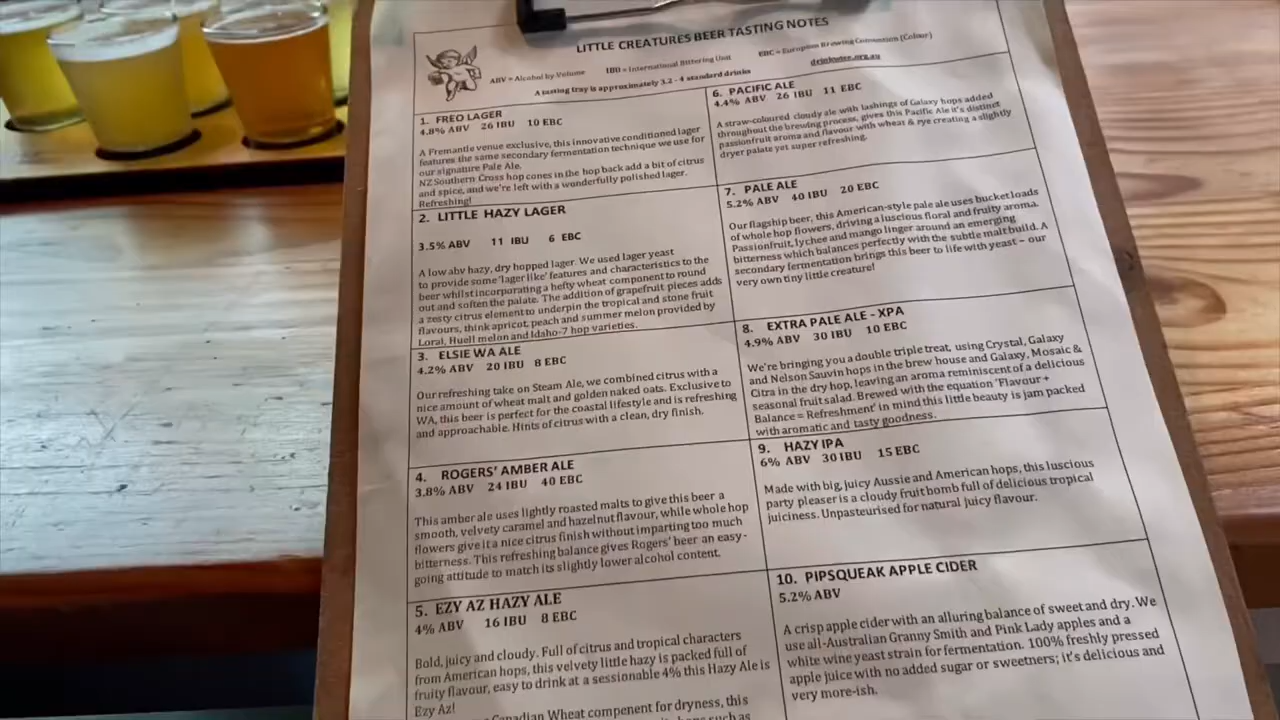 LITTLE CREATURES BEER TASTING NOTES
ABV = Alcohol by Volume IBU = International Bittering Unit EBC = European Brewing Convention (Colour)
A tasting tray is approximately 3.2 - 4 standard drinks drinkwise.org.au
1. FREO LAGER
4.8% ABV 26 IBU 10 EBC
A Fremantle venue exclusive, this innovative conditioned lager
features the same secondary fermentation technique we use for
our signature Pale Ale.
NZ Southern Cross hop cones in the hop back add a bit of citrus
and spice, and we're left with a wonderfully polished lager.
Refreshing!
2. LITTLE HAZY LAGER
3.5% ABV 11 IBU 6 EBC
A low abv hazy, dry hopped lager. We used lager yeast
to provide some 'lager like' features and characteristics to the
beer whilst incorporating a hefty wheat component to round
out and soften the palate. The addition of grapefruit pieces adds
a zesty citrus element to underpin the tropical and stone fruit
flavours, think apricot, peach and summer melon provided by
Loral, Huell melon and Idaho-7 hop varieties.
3. ELSIE WA ALE
4.2% ABV 20 IBU 8 EBC
Our refreshing take on Steam Ale, we combined citrus with a
nice amount of wheat malt and golden naked oats. Exclusive to
WA, this beer is perfect for the coastal lifestyle and is refreshing
and approachable. Hints of citrus with a clean, dry finish.
4. ROGERS' AMBER ALE
3.8% ABV 24 IBU 40 EBC
This amber ale uses lightly roasted malts to give this beer a
smooth, velvety caramel and hazelnut flavour, while whole hop
flowers give it a nice citrus finish without imparting too much
bitterness. This refreshing balance gives Rogers' beer an easy-
going attitude to match its slightly lower alcohol content.
5. EZY AZ HAZY ALE
4% ABV 16 IBU 8 EBC
Bold, juicy and cloudy. Full of citrus and tropical characters
from American hops, this velvety little hazy is packed full of
fruity flavour, easy to drink at a sessionable 4% this Hazy Ale is
Ezy Az!
Canadian Wheat compenent for dryness, this
such as
6. PACIFIC ALE
4.4% ABV 26 IBU 11 EBC
A straw-coloured cloudy ale with lashings of Galaxy hops added
throughout the brewing process, gives this Pacific Ale it's distinct
passionfruit aroma and flavour with wheat & rye creating a slightly
dryer palate yet super refreshing.
7. PALE ALE
5.2% ABV 40 IBU 20 EBC
Our flagship beer, this American-style pale ale uses bucket loads
of whole hop flowers, driving a luscious floral and fruity aroma.
Passionfruit, lychee and mango linger around an emerging
bitterness which balances perfectly with the subtle malt build. A
secondary fermentation brings this beer to life with yeast – our
very own tiny little creature!
8. EXTRA PALE ALE - XPA
4.9% ABV 30 IBU 10 EBC
We're bringing you a double triple treat, using Crystal, Galaxy
and Nelson Sauvin hops in the brew house and Galaxy, Mosaic &
Citra in the dry hop, leaving an aroma reminiscent of a delicious
seasonal fruit salad. Brewed with the equation 'Flavour +
Balance = Refreshment' in mind this little beauty is jam packed
with aromatic and tasty goodness.
9. HAZY IPA
6% ABV 30 IBU 15 EBC
Made with big, juicy Aussie and American hops, this luscious
party pleaser is a cloudy fruit bomb full of delicious tropical
juiciness. Unpasteurised for natural juicy flavour.
10. PIPSQUEAK APPLE CIDER
5.2% ABV
A crisp apple cider with an alluring balance of sweet and dry. We
use all-Australian Granny Smith and Pink Lady apples and a
white wine yeast strain for fermentation. 100% freshly pressed
apple juice with no added sugar or sweetners; it's delicious and
very more-ish.